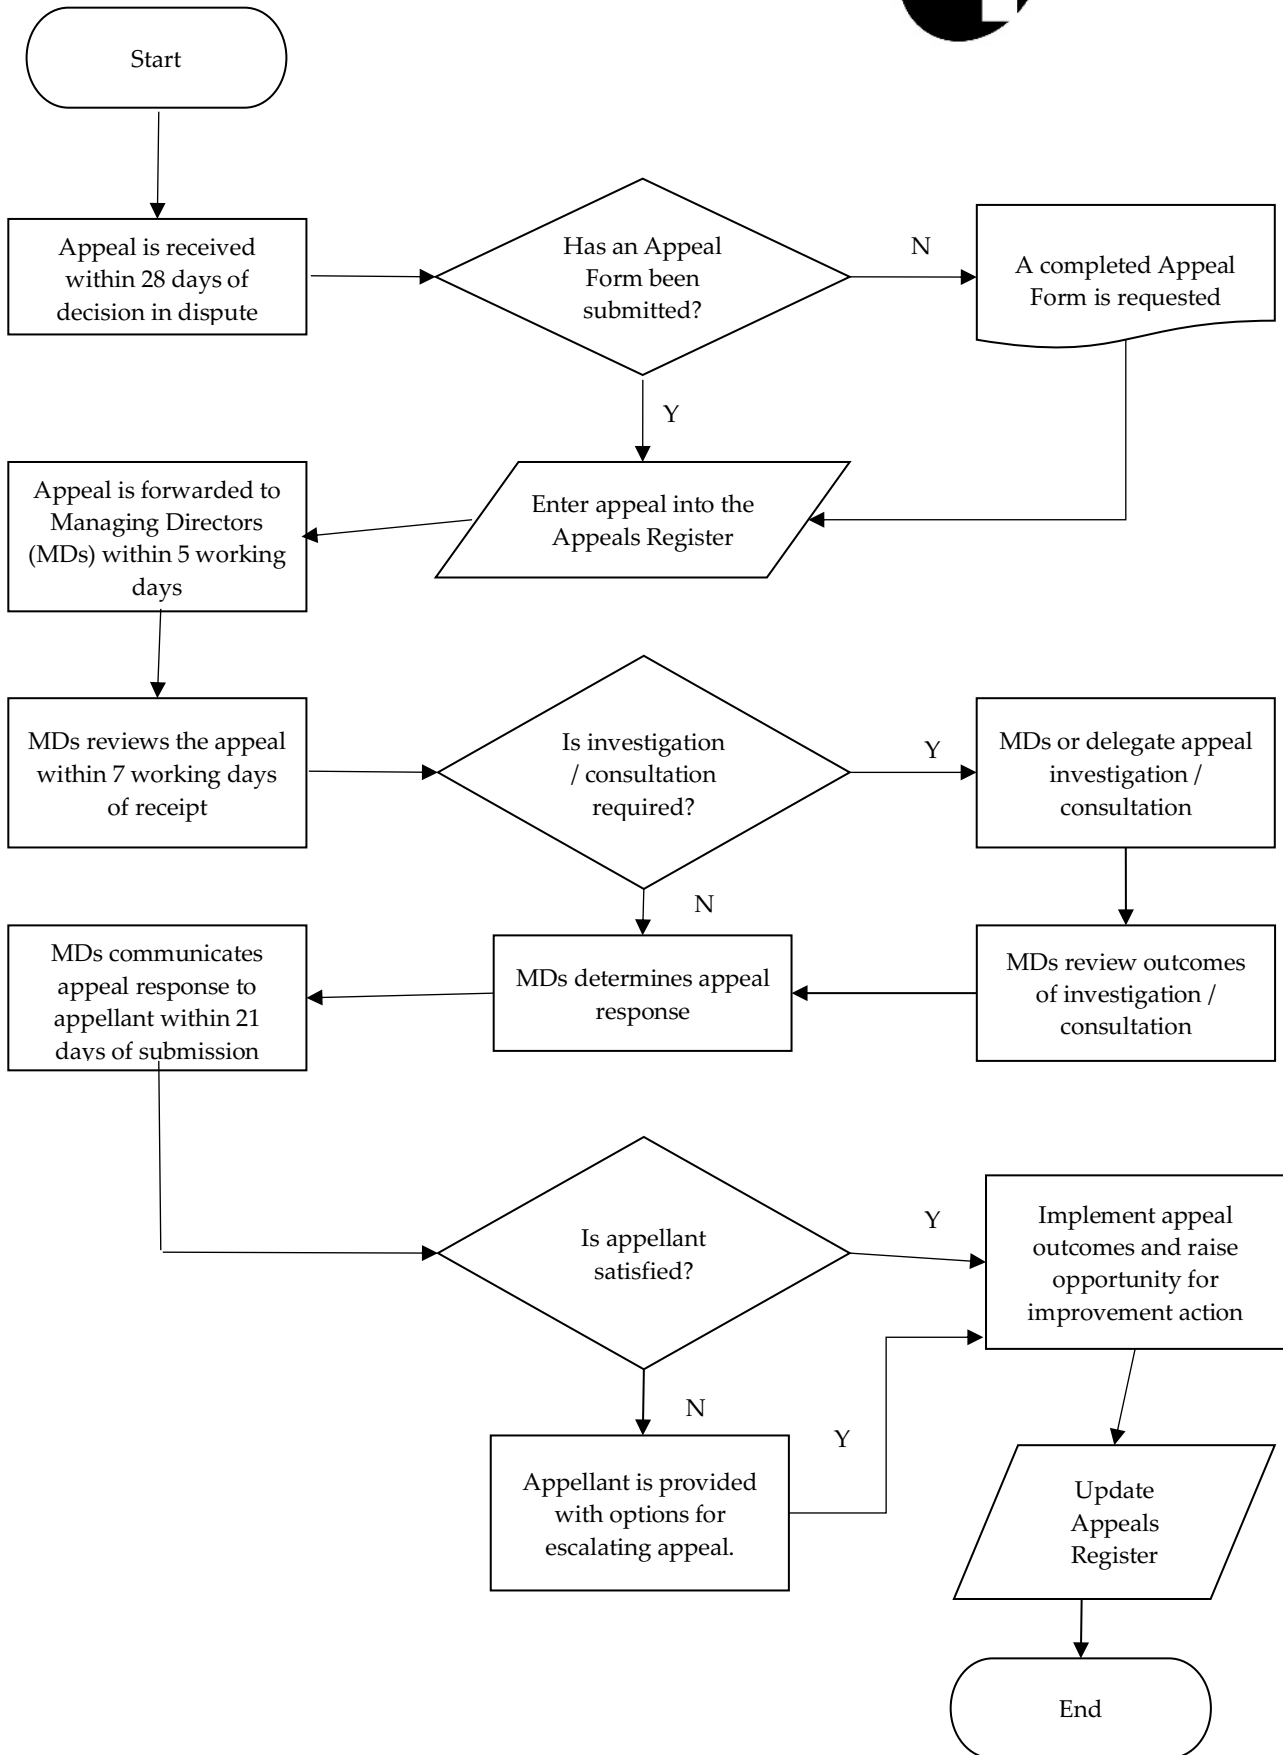 Start
Appeal is received
within 28 days of
decision in dispute
Has an Appeal
Form been
submitted?
N
A completed Appeal
Form is requested
Y
Appeal is forwarded to
Managing Directors
(MDs) within 5 working
days
Enter appeal into the
Appeals Register
MDs reviews the appeal
within 7 working days
of receipt
Is investigation
/ consultation
required?
Y
MDs or delegate appeal
investigation /
consultation
N
MDs communicates
appeal response to
appellant within 21
days of submission
MDs determines appeal
response
MDs review outcomes
of investigation /
consultation
Is appellant
satisfied?
Y
Implement appeal
outcomes and raise
opportunity for
improvement action
N
Y
Appellant is provided
with options for
escalating appeal.
Update
Appeals
Register
End